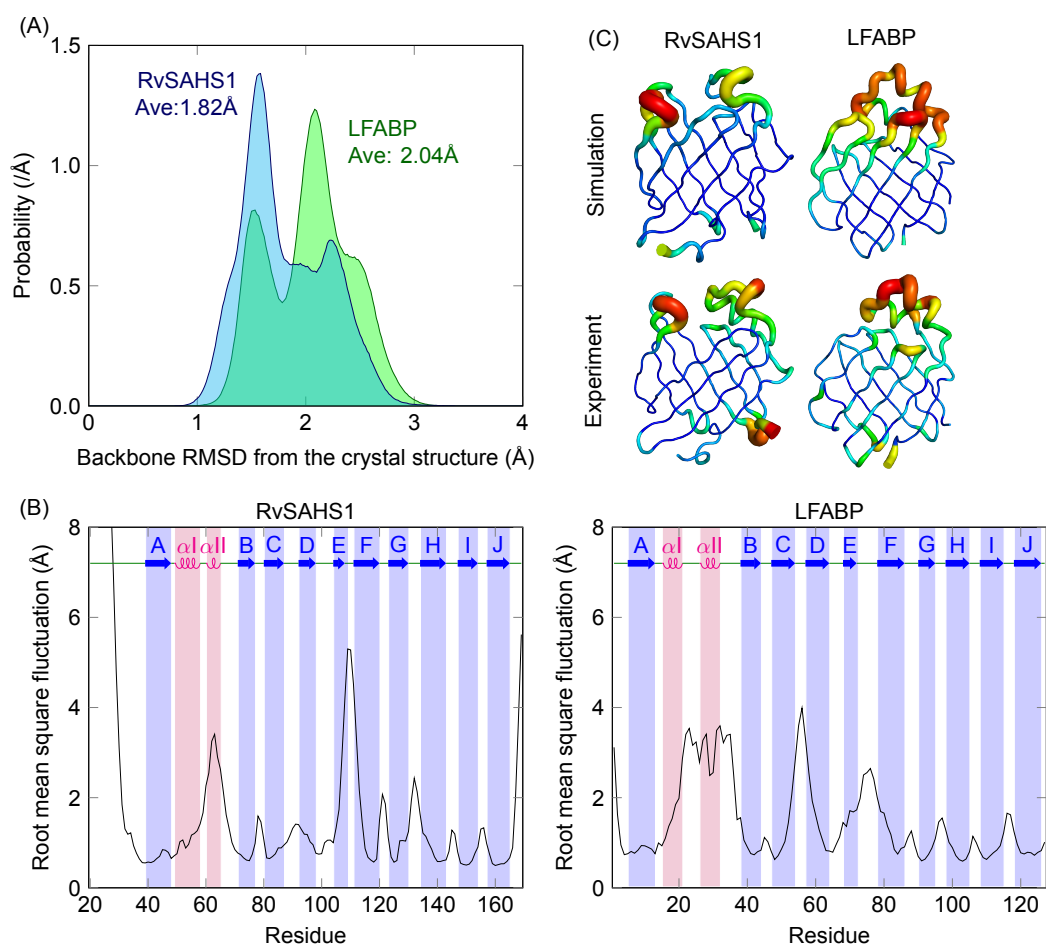 (A)
1.5
1.0
0.5
0.0
0
1
2
3
4
Probability (/Å)
Backbone RMSD from the crystal structure (Å)
RvSAHS1
Ave:1.82Å
LFABP
Ave: 2.04Å
(C)
RvSAHS1
LFABP
Simulation
Experiment
(B)
RvSAHS1
8
6
4
2
0
Root mean square fluctuation (Å)
A αI αII B C D E F G H I J
20 40 60 80 100 120 140 160
Residue
LFABP
8
6
4
2
0
Root mean square fluctuation (Å)
A αI αII B C D E F G H I J
20 40 60 80 100 120
Residue